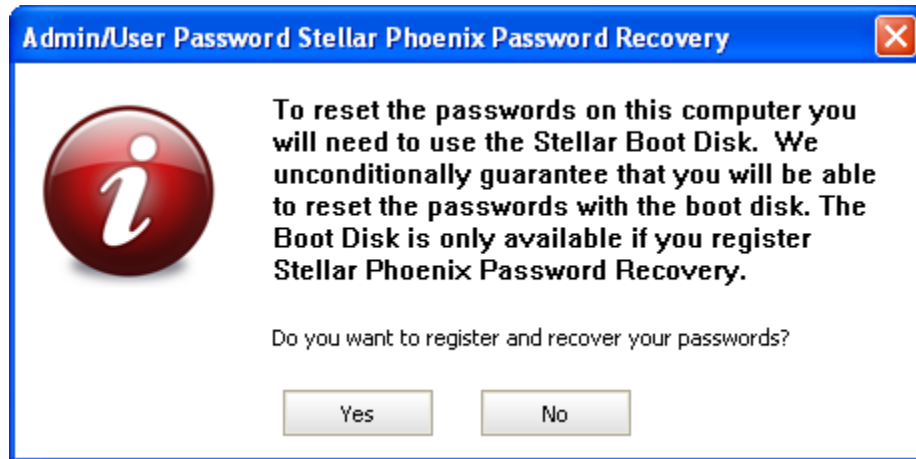 Admin/User Password Stellar Phoenix Password Recovery
To reset the passwords on this computer you
will need to use the Stellar Boot Disk.  We
unconditionally guarantee that you will be able
to reset the passwords with the boot disk. The
Boot Disk is only available if you register
Stellar Phoenix Password Recovery.
Do you want to register and recover your passwords?
Yes
No